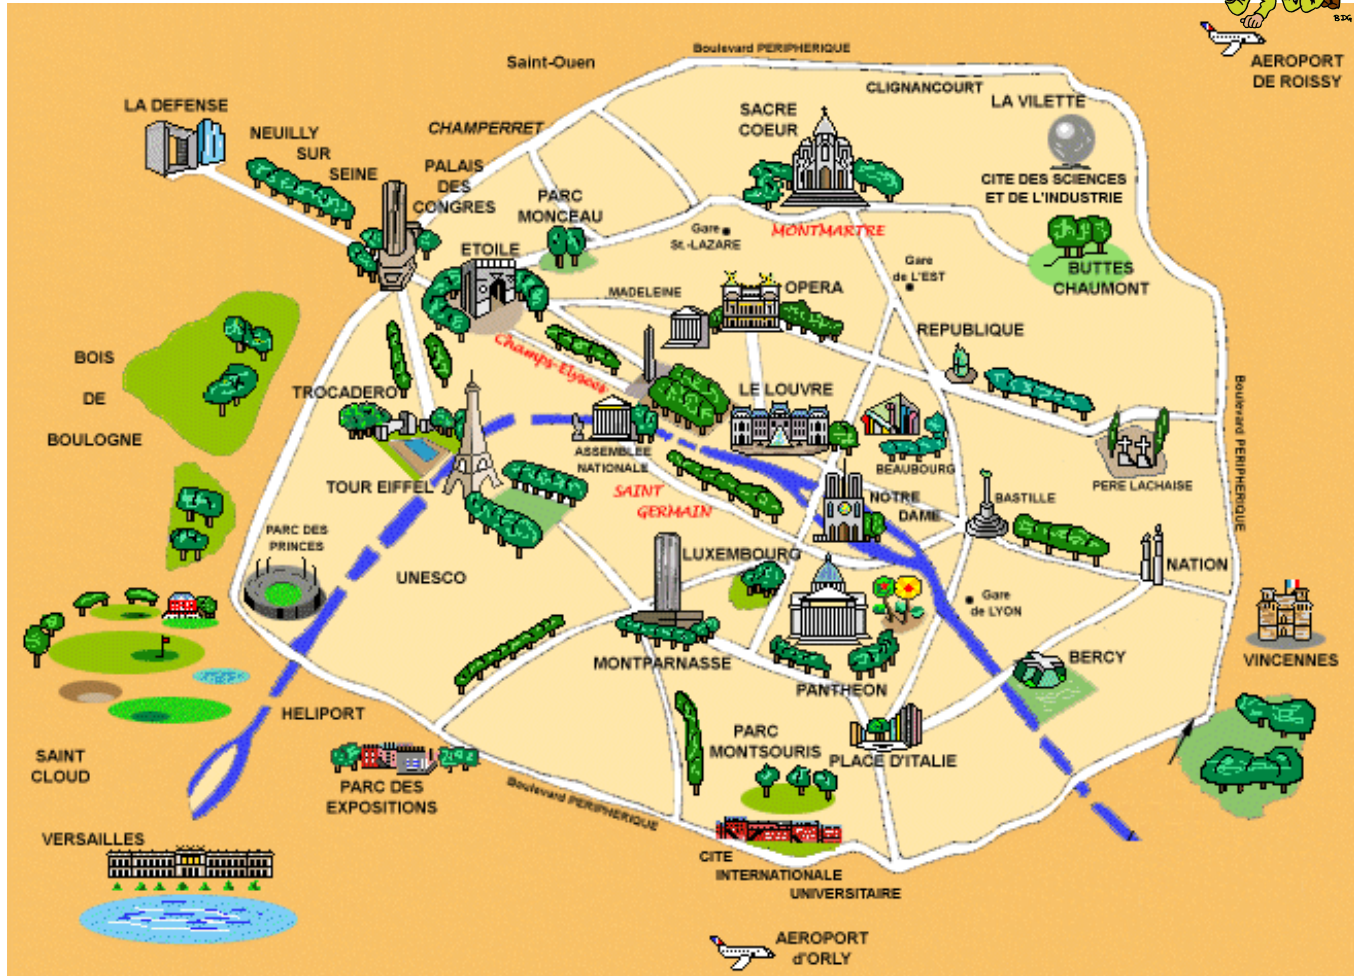 BDG
Boulevard PERIPHERIQUE
Saint-Ouen
AEROPORT
DE ROISSY
CLIGNANCOURT
LA VILETTE
LA DEFENSE
SACRE
COEUR
CHAMPERRET
NEUILLY
SUR
SEINE
PALAIS
DES
CONGRES
CITE DES SCIENCES
ET DE L'INDUSTRIE
PARC
MONCEAU
Gare
St.-LAZARE
MONTMARTRE
ETOILE
Gare
de L'EST
BUTTES
CHAUMONT
MADELEINE
OPERA
REPUBLIQUE
Champs-Elysees
BOIS
DE
BOULOGNE
TROCADERO
LE LOUVRE
Boulevard PERIPHERIQUE
ASSEMBLEE
NATIONALE
BEAUBOURG
PERE LACHAISE
TOUR EIFFEL
SAINT
GERMAIN
NOTRE
DAME
BASTILLE
PARC DES
PRINCES
LUXEMBOURG
NATION
UNESCO
Gare
de LYON
MONTPARNASSE
BERCY
VINCENNES
PANTHEON
HELIPORT
PARC
MONTSOURIS
PLACE D'ITALIE
SAINT
CLOUD
PARC DES
EXPOSITIONS
Boulevard PERIPHERIQUE
VERSAILLES
CITE
INTERNATIONALE
UNIVERSITAIRE
AEROPORT
d'ORLY